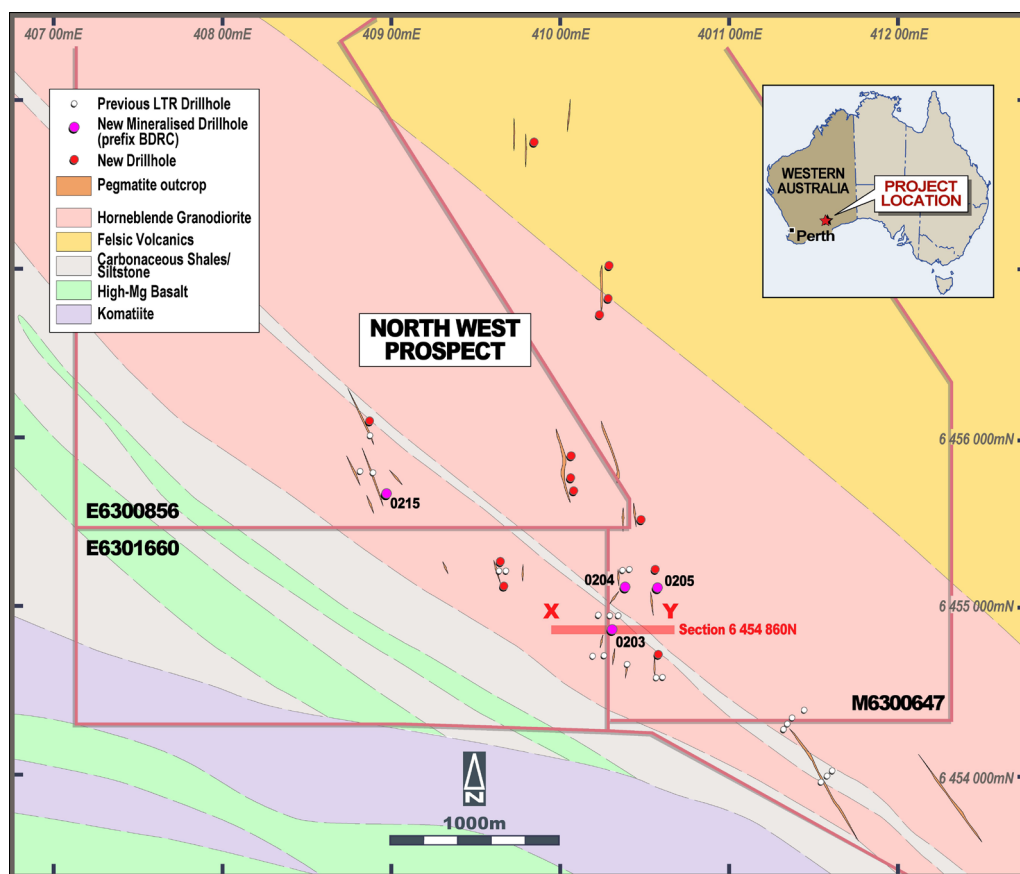 407 00mE
408 00mE
409 00mE
410 00mE
411 00mE
412 00mE
Previous LTR Drillhole
New Mineralised Drillhole
(prefix BDRC)
New Drillhole
Pegmatite outcrop
Horneblende Granodiorite
Felsic Volcanics
Carbonaceous Shales/
Siltstone
High-Mg Basalt
Komatiite
WESTERN
AUSTRALIA
PROJECT
LOCATION
Perth
NORTH WEST
PROSPECT
6 456 000mN
0215
E6300856
E6301660
0204
0205
6 455 000mN
X
Y
Section 6 454 860N
0203
M6300647
6 454 000mN
N
1000m